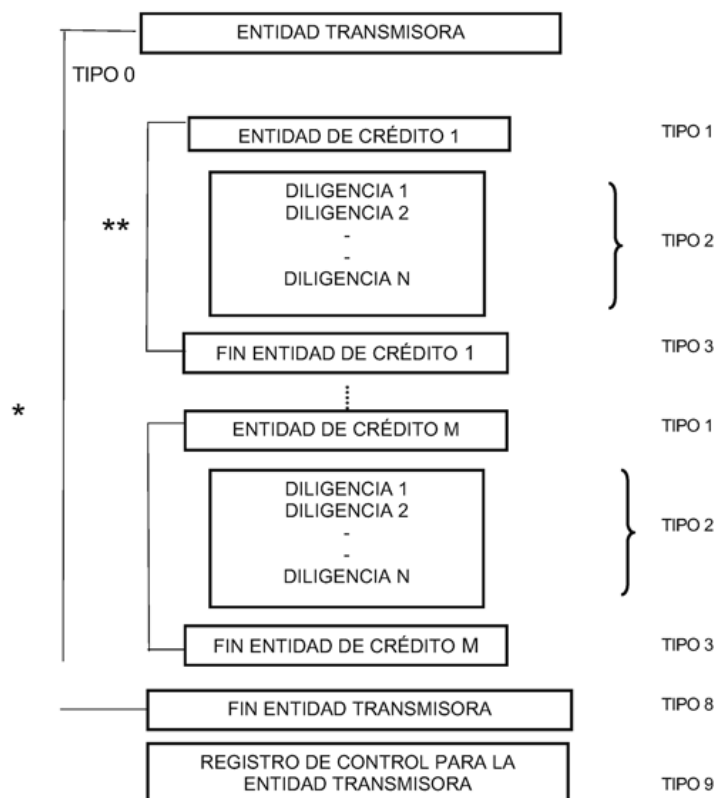 ENTIDAD TRANSMISORA
TIPO 0
ENTIDAD DE CRÉDITO 1
TIPO 1
DILIGENCIA 1
DILIGENCIA 2
-
-
DILIGENCIA N
**
TIPO 2
FIN ENTIDAD DE CRÉDITO 1
TIPO 3
*
ENTIDAD DE CRÉDITO M
TIPO 1
DILIGENCIA 1
DILIGENCIA 2
-
-
DILIGENCIA N
TIPO 2
FIN ENTIDAD DE CRÉDITO M
TIPO 3
FIN ENTIDAD TRANSMISORA
TIPO 8
REGISTRO DE CONTROL PARA LA
ENTIDAD TRANSMISORA
TIPO 9